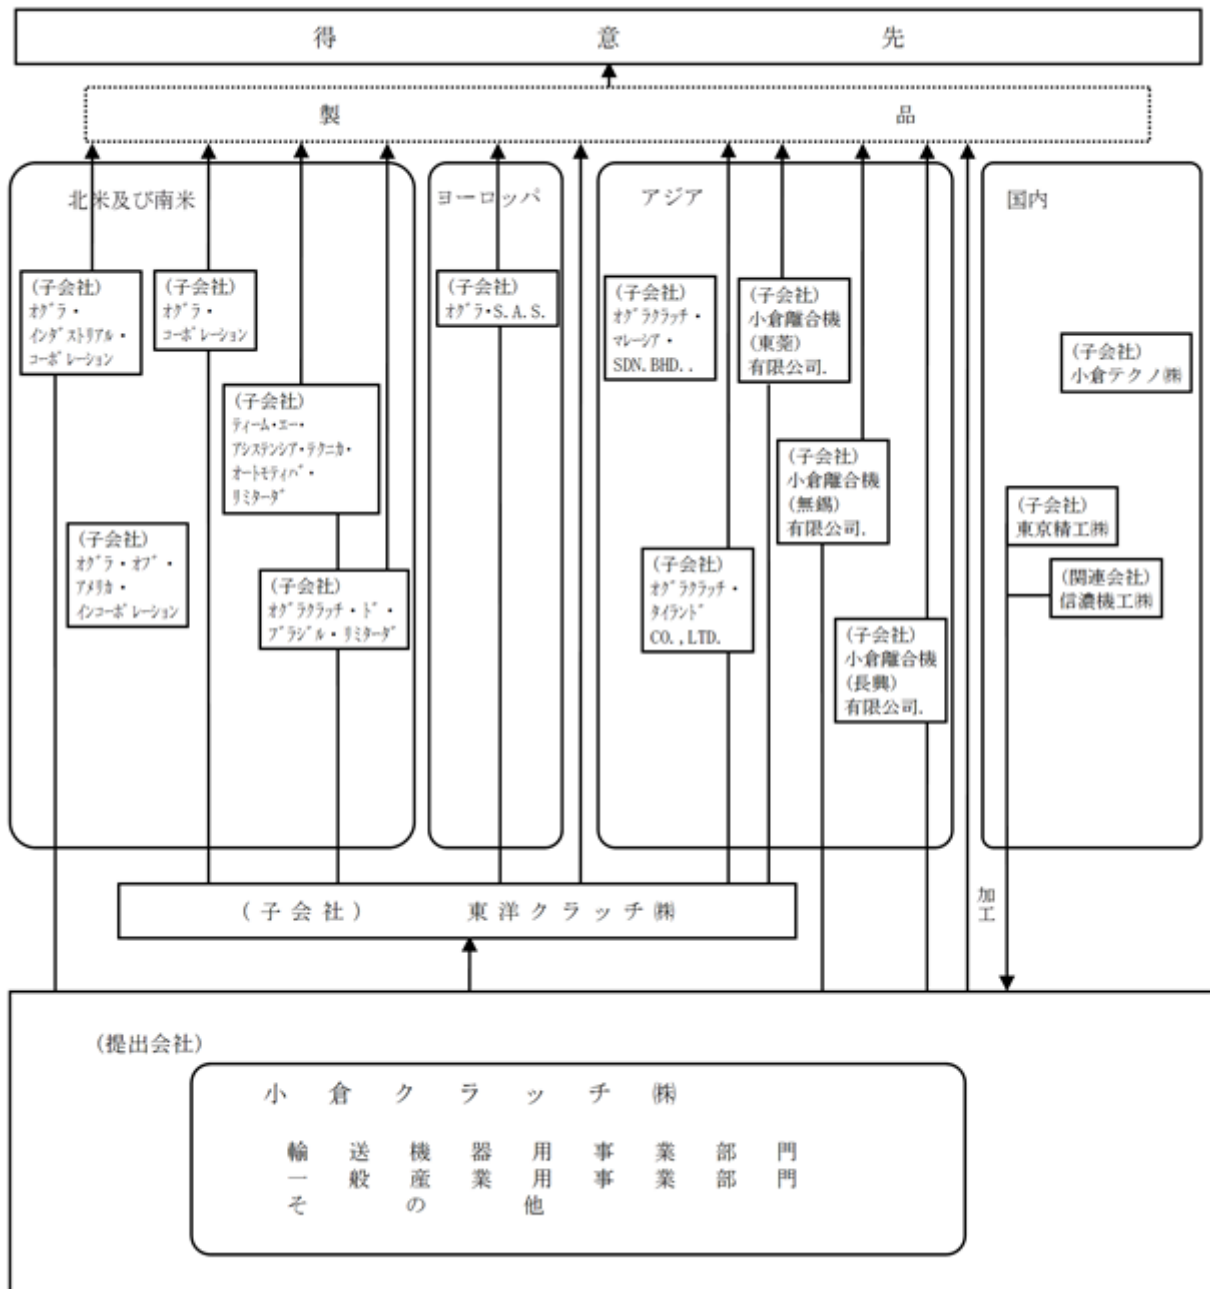 得意先
製品
北米及び南米
ヨーロッパ
アジア
国内
(子会社)
ｵｸﾞﾗ・
ｲﾝﾀﾞｽﾄﾘｱﾙ・
ｺｰﾎﾟﾚｰｼｮﾝ
(子会社)
ｵｸﾞﾗ・
ｺｰﾎﾟﾚｰｼｮﾝ
(子会社)
ﾃｨｰﾑ・ｴｰ・
ｱｼｽﾃﾝｼｱ・ﾃｸﾆｶ・
ｵｰﾄﾓﾃｨﾊﾞ・
ﾘﾐﾀｰﾀﾞ
(子会社)
ｵｸﾞﾗ・ｵﾌﾞ・
ｱﾒﾘｶ・
ｲﾝｺｰﾎﾟﾚｰｼｮﾝ
(子会社)
ｵｸﾞﾗｸﾗｯﾁ・ﾄﾞ・
ﾌﾞﾗｼﾞﾙ・ﾘﾐﾀｰﾀﾞ
(子会社)
ｵｸﾞﾗ・S.A.S.
(子会社)
ｵｸﾞﾗｸﾗｯﾁ・
ﾏﾚｰｼｱ・
SDN.BHD..
(子会社)
小倉離合機
(東莞)
有限公司.
(子会社)
小倉離合機
(無錫)
有限公司.
(子会社)
ｵｸﾞﾗｸﾗｯﾁ・
ﾀｲﾗﾝﾄﾞ
CO.,LTD.
(子会社)
小倉離合機
(長興)
有限公司.
(子会社)
小倉テクノ㈱
(子会社)
東京精工㈱
(関連会社)
信濃機工㈱
(子会社) 東洋クラッチ㈱
加工
(提出会社)
小倉クラッチ㈱
輸送機器用事業部門
一般産業用事業部門
その他